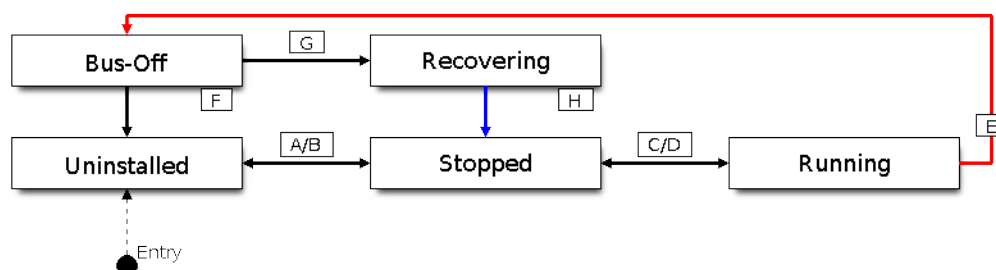 G
Bus-Off
Recovering
F
H
E
A/B
C/D
Uninstalled
Stopped
Running
Entry